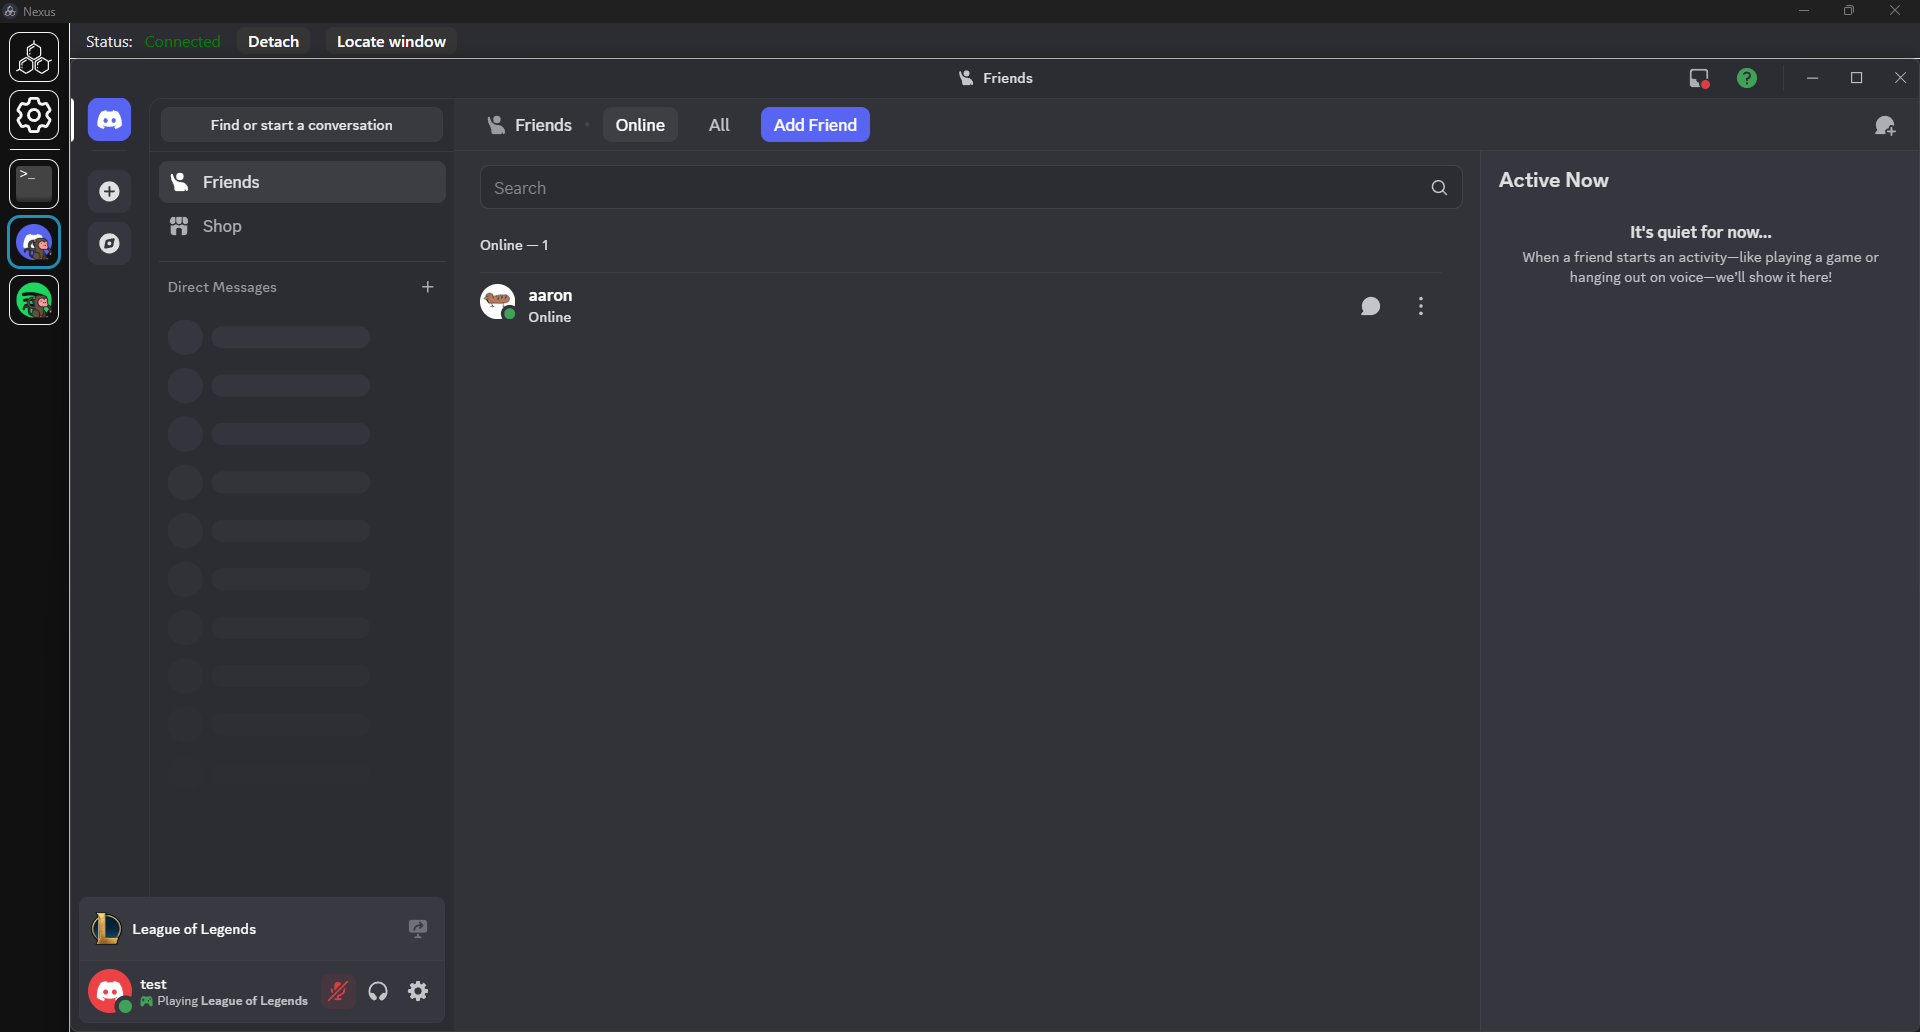 Nexus
Status: Connected Detach Locate window
Friends
Find or start a conversation
Friends Online All Add Friend
Friends
Shop
Direct Messages
Search
Online — 1
aaron
Online
Active Now
It's quiet for now...
When a friend starts an activity—like playing a game or
hanging out on voice—we'll show it here!
League of Legends
test
Playing League of Legends